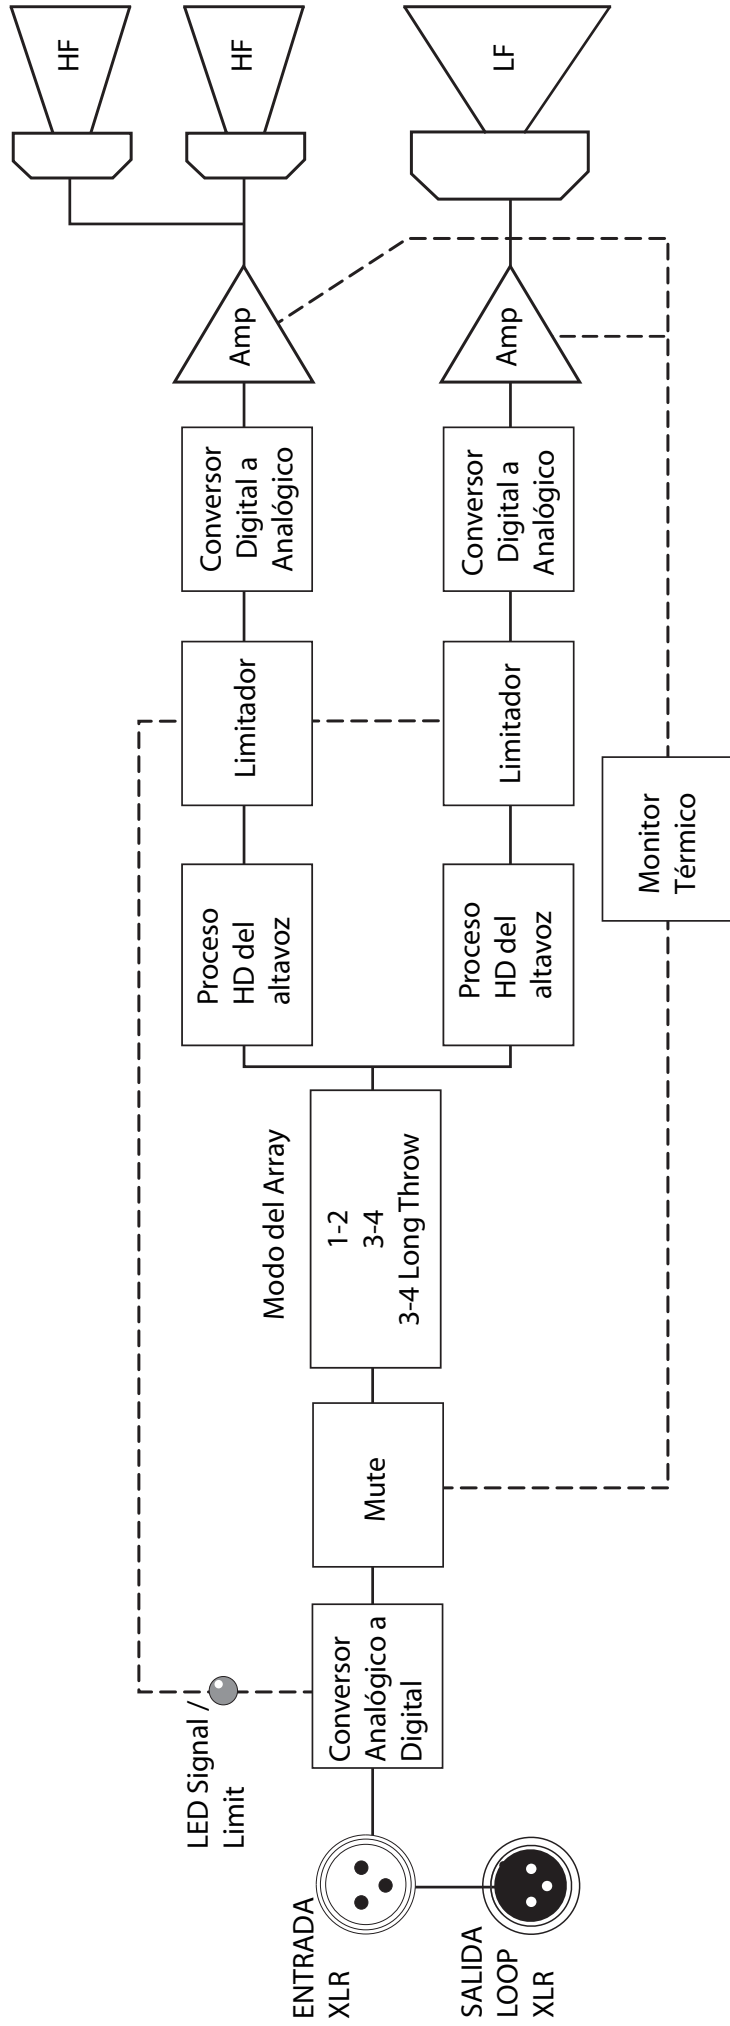 ENTRADA
XLR
SALIDA
LOOP
XLR
LED Signal /
Limit
Conversor
Analógico a
Digital
Mute
Modo del Array
1-2
3-4
3-4 Long Throw
Proceso
HD del
altavoz
Limitador
Conversor
Digital a
Analógico
Amp
HF
HF
Proceso
HD del
altavoz
Limitador
Conversor
Digital a
Analógico
Amp
LF
Monitor
Térmico